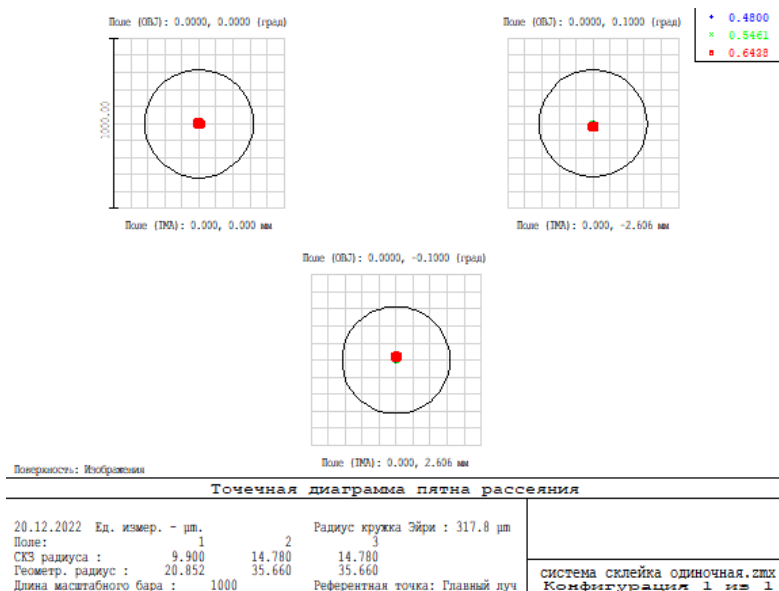 Поле (OBJ): 0.0000, 0.0000 (град)
Поле (OBJ): 0.0000, 0.1000 (град)
+ 0.4800
× 0.5461
0.6438
1000.00
Поле (IMA): 0.000, 0.000 мм
Поле (IMA): 0.000, -2.606 мм
Поле (OBJ): 0.0000, -0.1000 (град)
Поле (IMA): 0.000, 2.606 мм
Поверхность: Изображения
Точечная диаграмма пятна рассеяния
20.12.2022 Ед. измер. - µm. Радиус кружка Эйри : 317.8 µm
Поле: 1 2 3
СКЗ радиуса : 9.900 14.780 14.780
Геометр. радиус : 20.852 35.660 35.660
Длина масштабного бара : 1000 Референтная точка: Главный луч
система склейка одиночная.zmx
Конфигурация 1 из 1